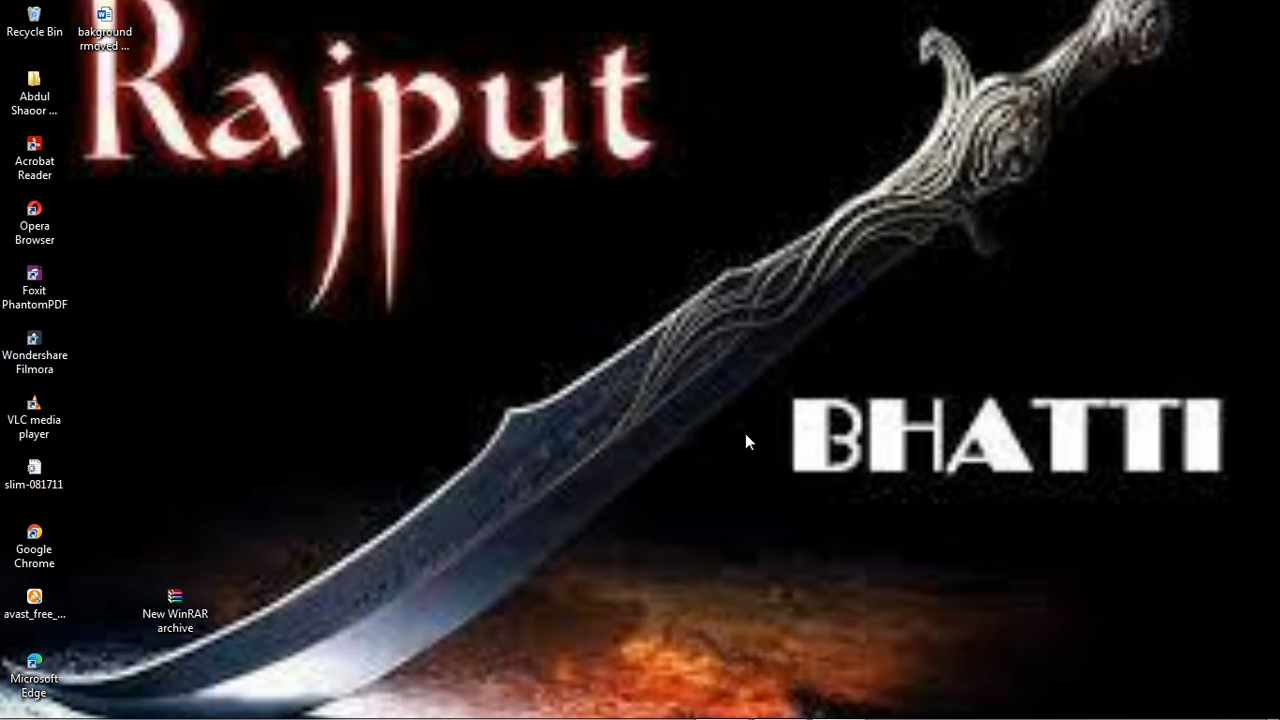 Recycle Bin
bakground
rmoved ...
Rajput
Abdul
Shaoor ...
Acrobat
Reader
Opera
Browser
Foxit
PhantomPDF
Wondershare
Filmora
VLC media
player
BHATTI
slim-081711
Google
Chrome
avast_free_...
New WinRAR
archive
Microsoft
Edge